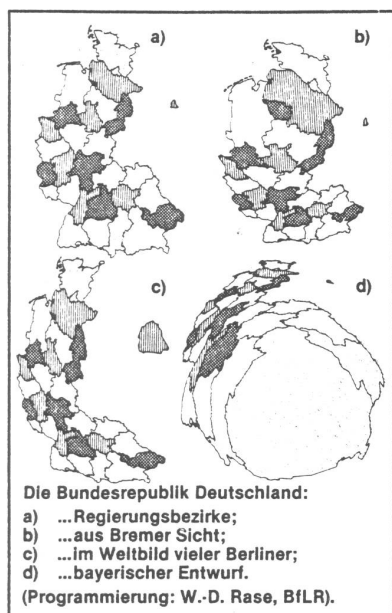 a)
b)
c)
d)
Die Bundesrepublik Deutschland:
a) ...Regierungsbezirke;
b) ...aus Bremer Sicht;
c) ...im Weltbild vieler Berliner;
d) ...bayerischer Entwurf.
(Programmierung: W.-D. Rase, BfLR).